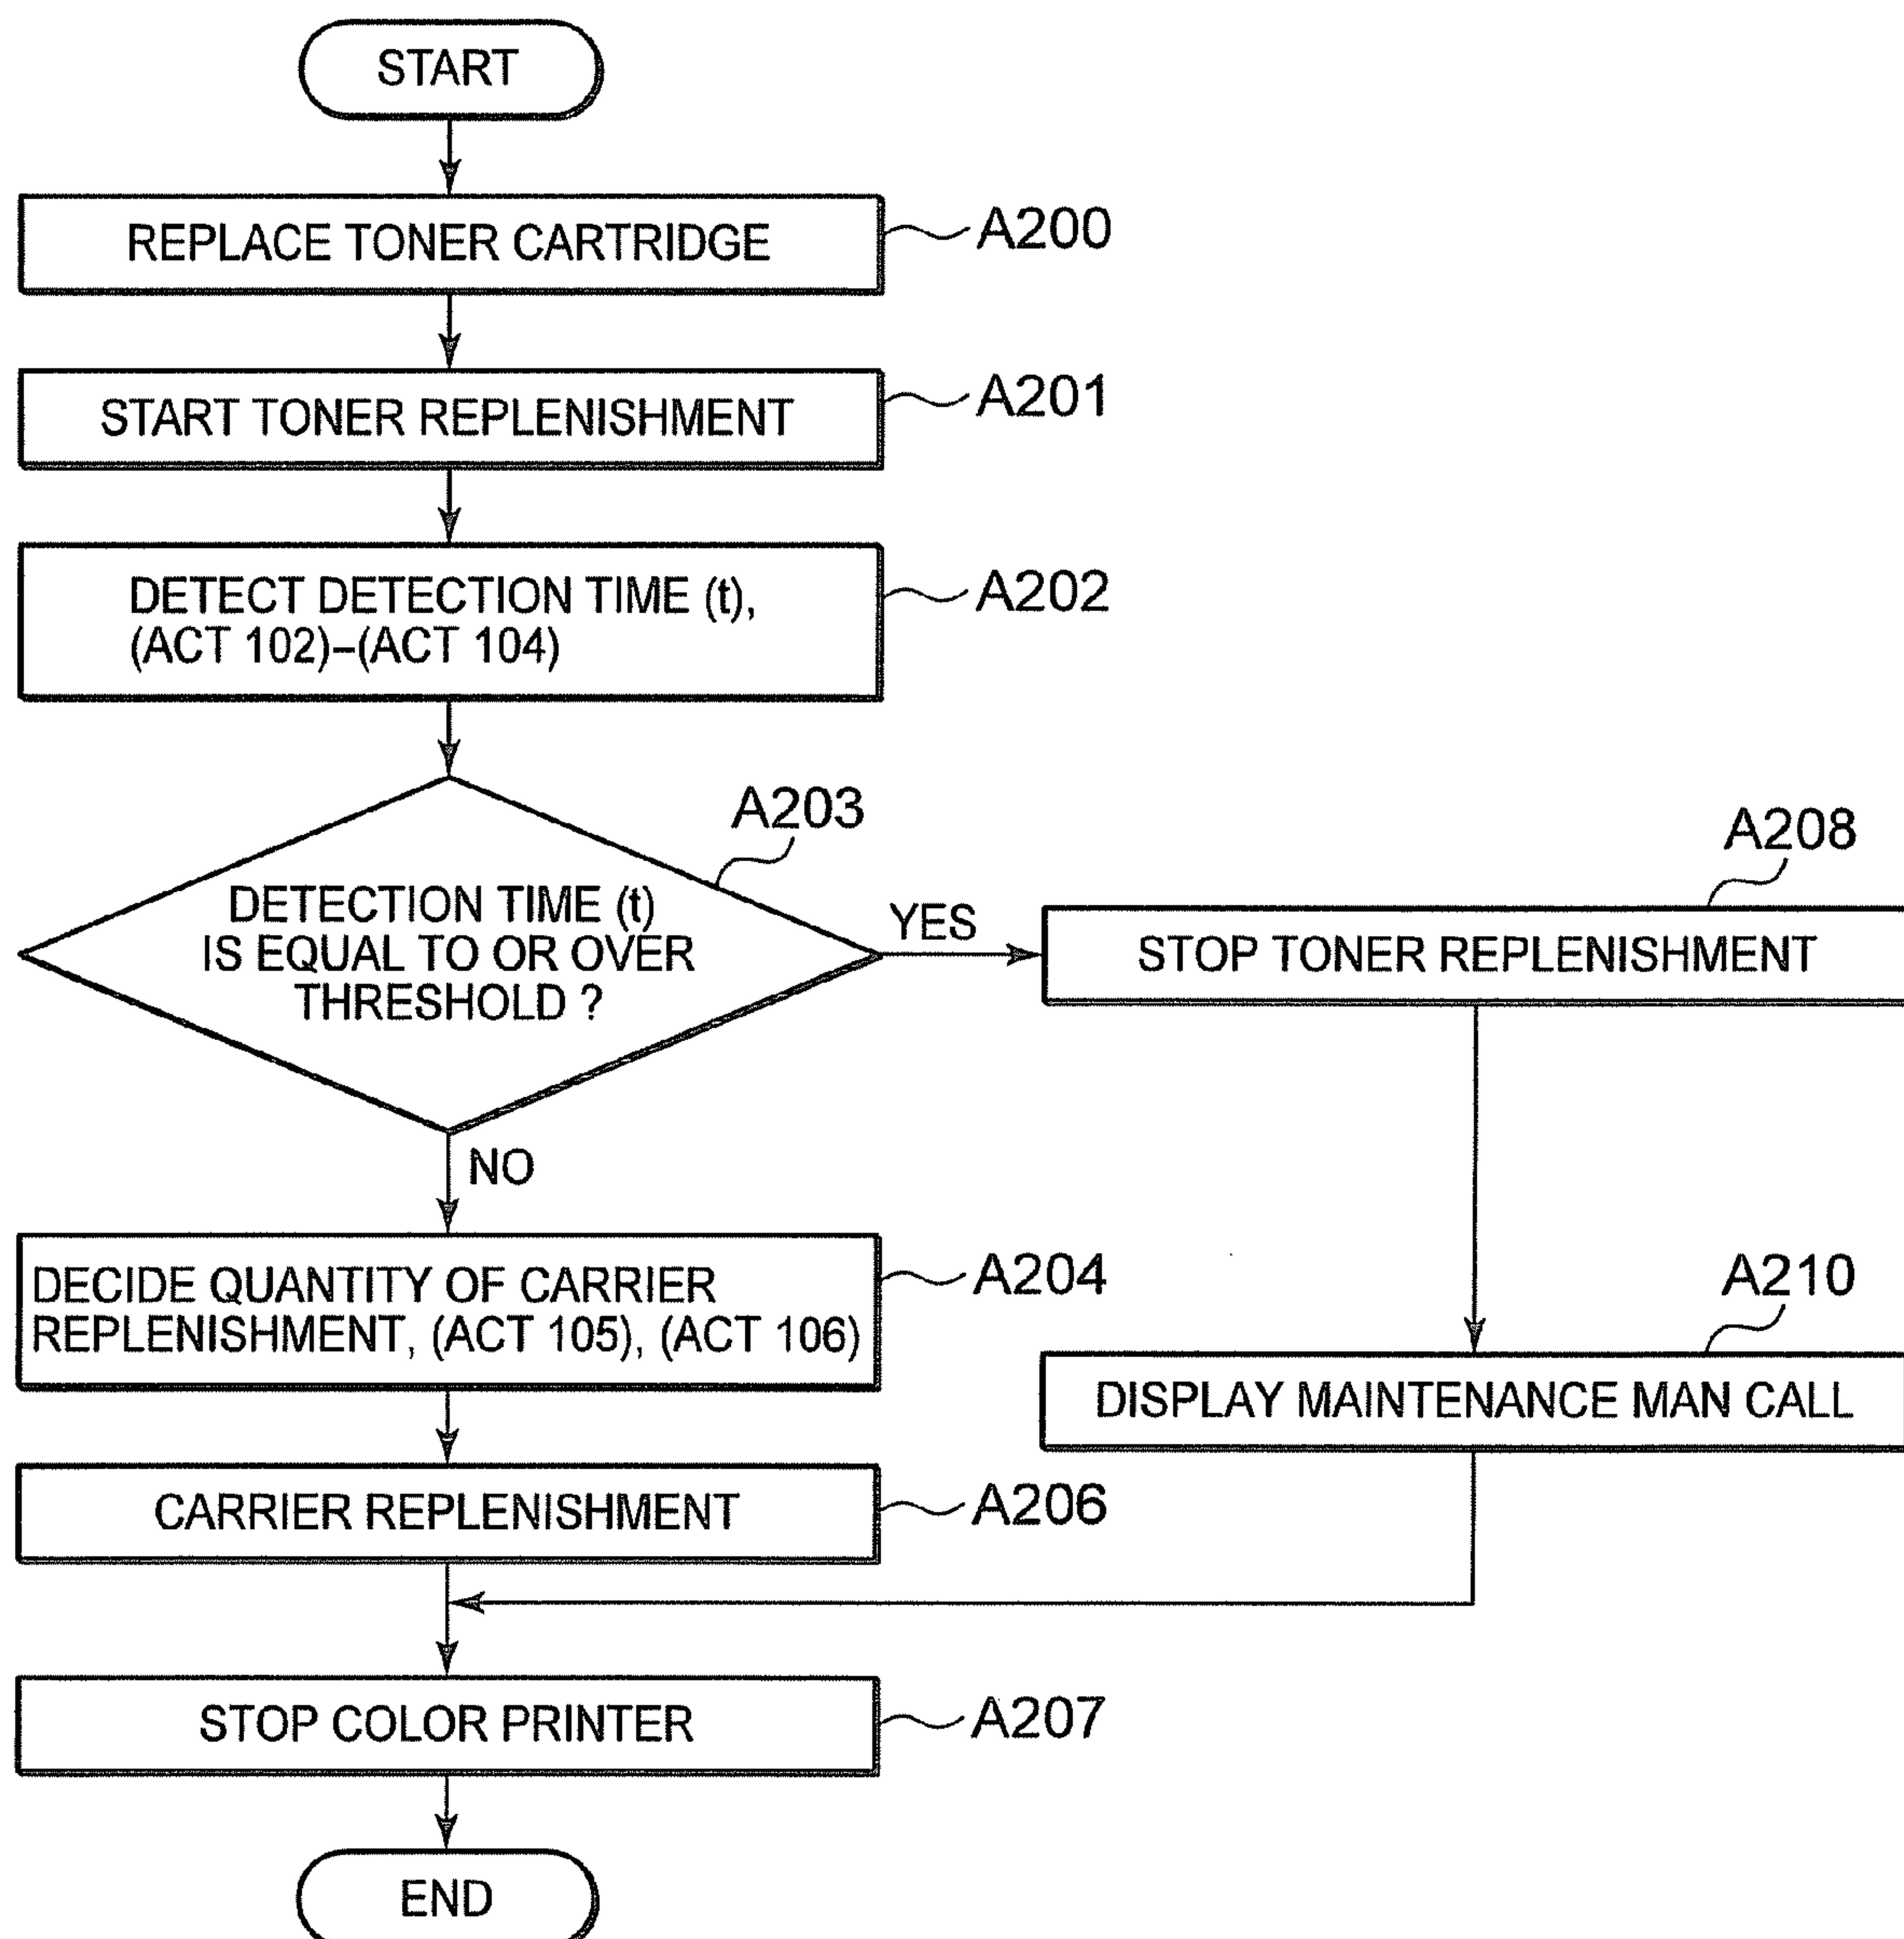 START
REPLACE TONER CARTRIDGE
A200
START TONER REPLENISHMENT
A201
DETECT DETECTION TIME (t),
(ACT 102)–(ACT 104)
A202
A203
DETECTION TIME (t)
IS EQUAL TO OR OVER
THRESHOLD ?
YES
A208
STOP TONER REPLENISHMENT
NO
DECIDE QUANTITY OF CARRIER
REPLENISHMENT, (ACT 105), (ACT 106)
A204
A210
DISPLAY MAINTENANCE MAN CALL
CARRIER REPLENISHMENT
A206
STOP COLOR PRINTER
A207
END